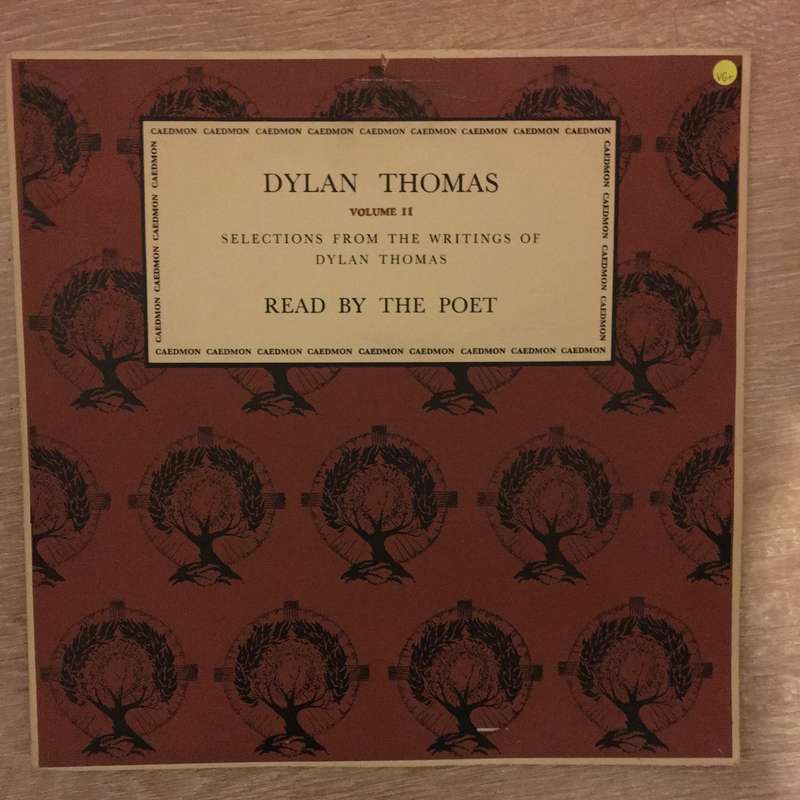 VG+
CAEDMON CAEDMON CAEDMON CAEDMON CAEDMON CAEDMON CAEDMON CAEDMON CAEDMON
CAEDMON CAEDMON CAEDMON CAEDMON
DYLAN THOMAS
VOLUME II
SELECTIONS FROM THE WRITINGS OF
DYLAN THOMAS
READ BY THE POET
CAEDMON CAEDMON CAEDMON CAEDMON
CAEDMON CAEDMON CAEDMON CAEDMON CAEDMON CAEDMON CAEDMON CAEDMON CAEDMON